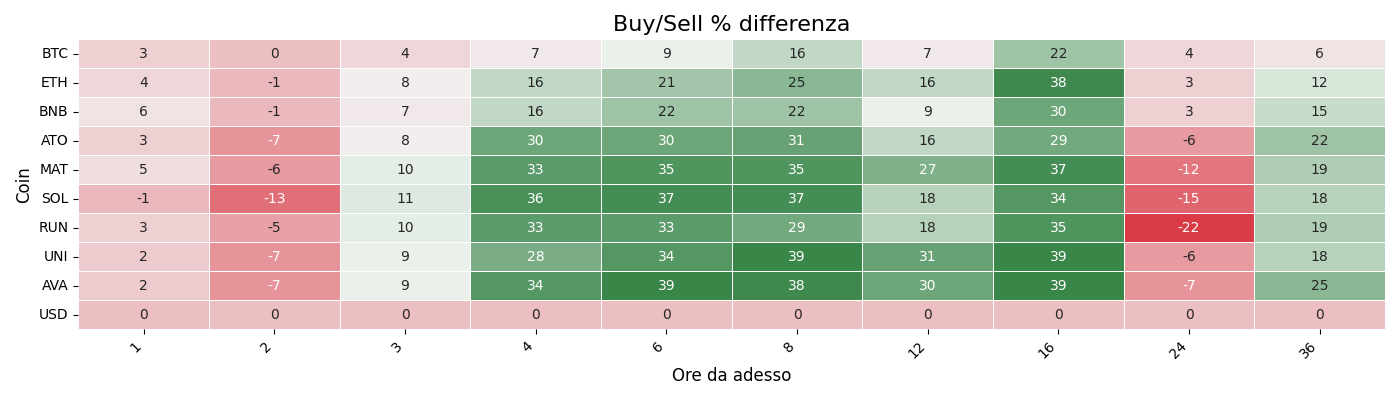 Buy/Sell % differenza
Coin
BTC 3 0 4 7 9 16 7 22 4 6
ETH 4 -1 8 16 21 25 16 38 3 12
BNB 6 -1 7 16 22 22 9 30 3 15
ATO 3 -7 8 30 30 31 16 29 -6 22
MAT 5 -6 10 33 35 35 27 37 -12 19
SOL -1 -13 11 36 37 37 18 34 -15 18
RUN 3 -5 10 33 33 29 18 35 -22 19
UNI 2 -7 9 28 34 39 31 39 -6 18
AVA 2 -7 9 34 39 38 30 39 -7 25
USD 0 0 0 0 0 0 0 0 0 0
1 2 3 4 6 8 12 16 24 36
Ore da adesso